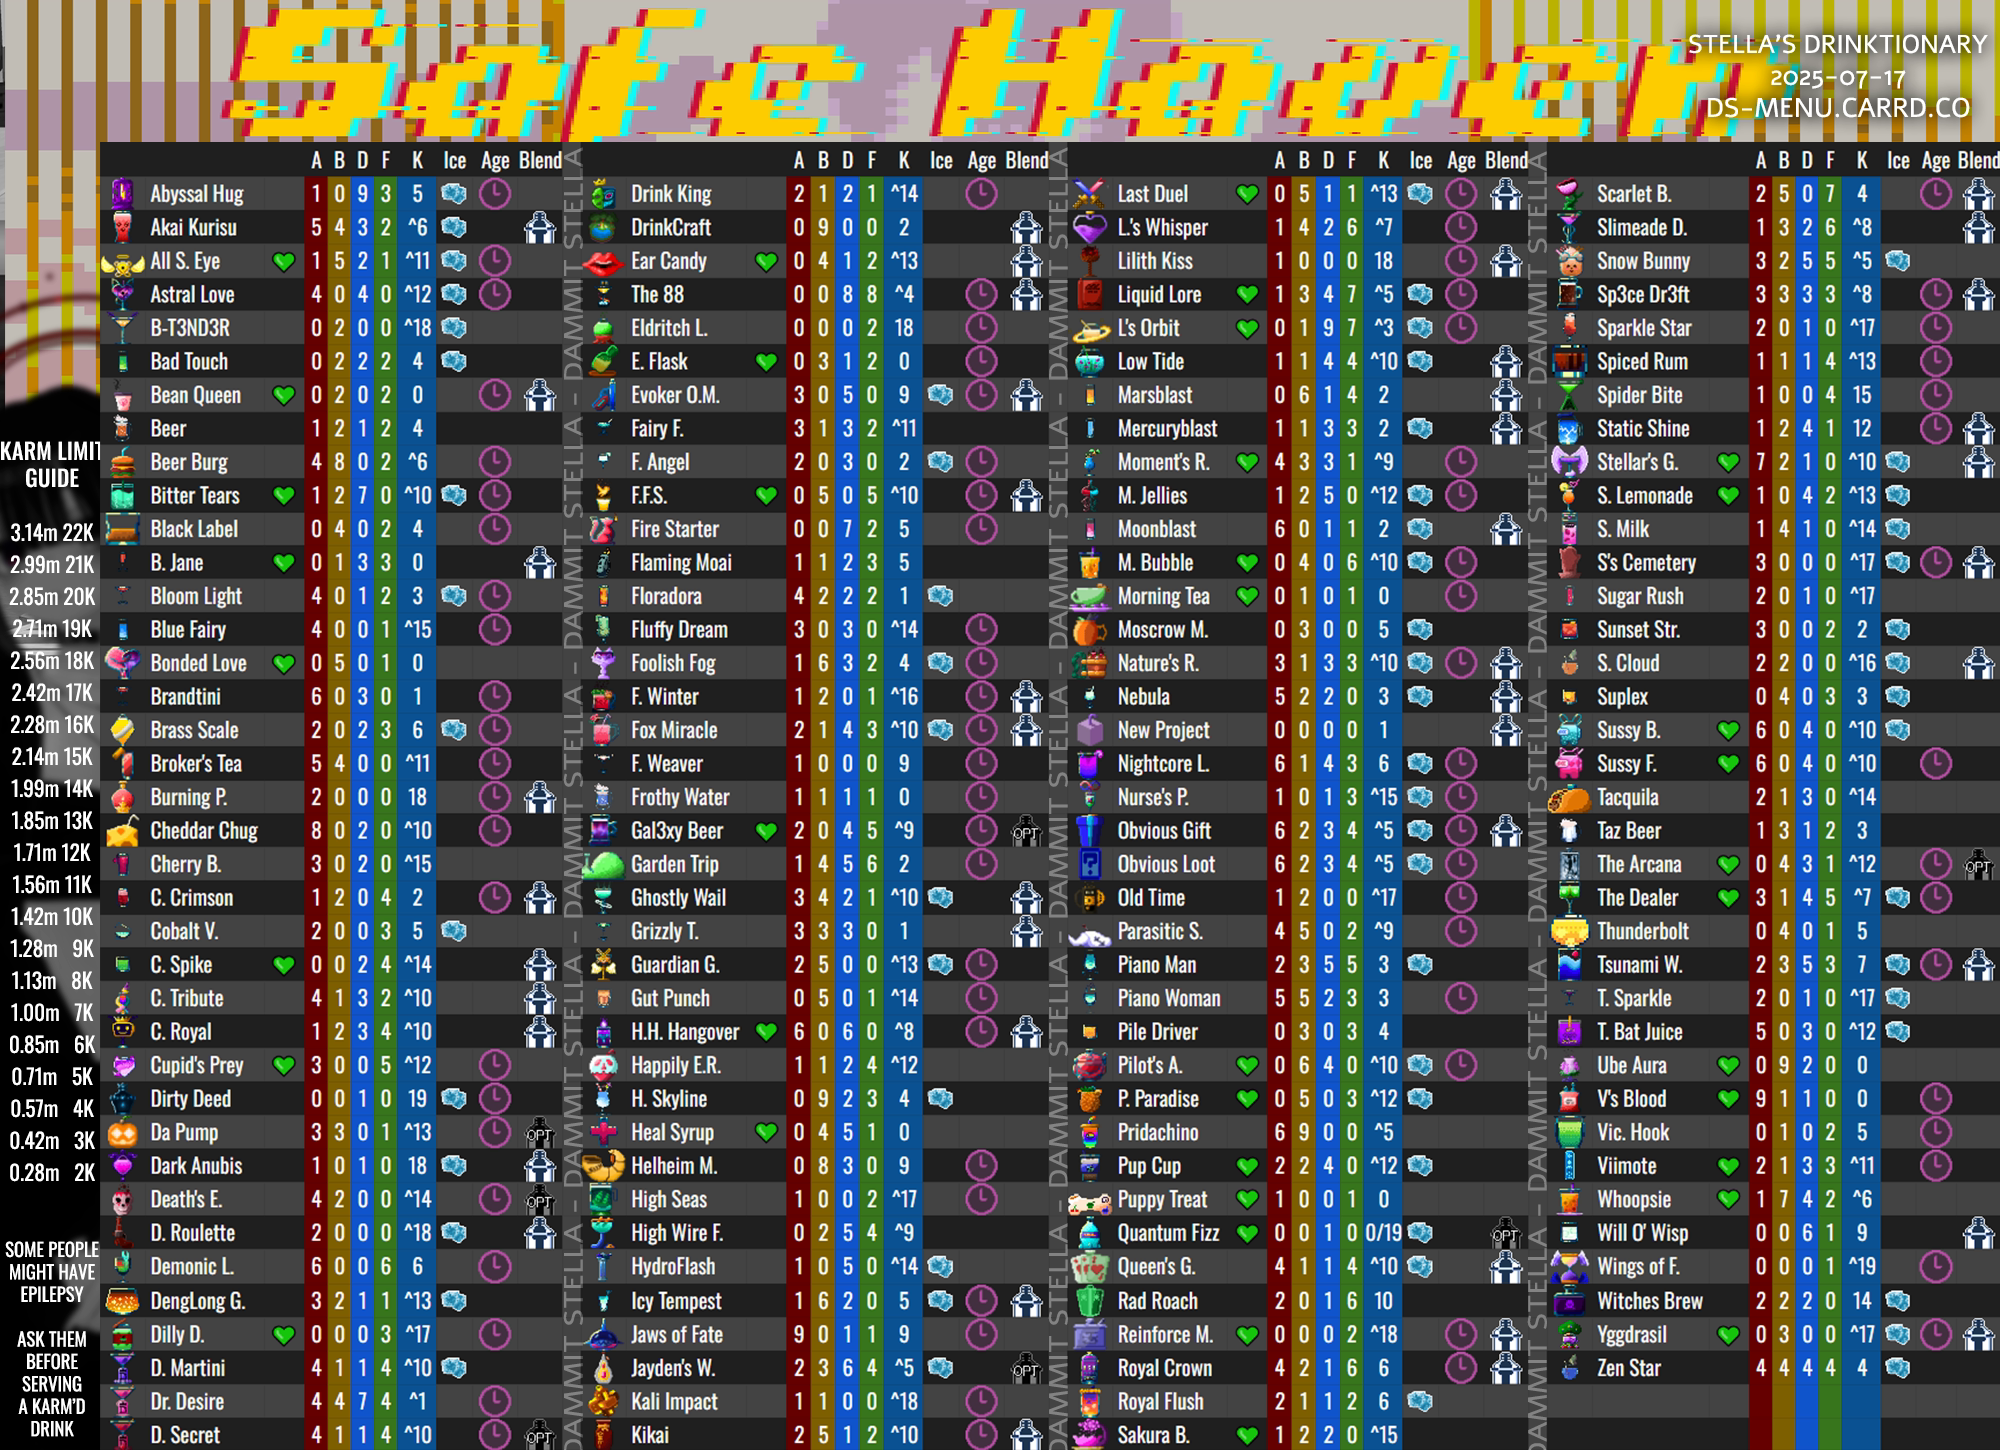 Safe Haven
STELLA'S DRINKTIONARY
2025-07-17
DS-MENU.CARRD.CO
KARM LIMIT
GUIDE
3.14m 22K
2.99m 21K
2.85m 20K
2.71m 19K
2.56m 18K
2.42m 17K
2.28m 16K
2.14m 15K
1.99m 14K
1.85m 13K
1.71m 12K
1.56m 11K
1.42m 10K
1.28m 9K
1.13m 8K
1.00m 7K
0.85m 6K
0.71m 5K
0.57m 4K
0.42m 3K
0.28m 2K
SOME PEOPLE
MIGHT HAVE
EPILEPSY
ASK THEM
BEFORE
SERVING
A KARM'D
DRINK
A B D F K Ice Age Blend
Abyssal Hug 1 0 9 3 5
Akai Kurisu 5 4 3 2 ^6
All S. Eye 1 5 2 1 ^11
Astral Love 4 0 4 0 ^12
B-T3ND3R 0 2 0 0 ^18
Bad Touch 0 2 2 2 4
Bean Queen 0 2 0 2 0
Beer 1 2 1 2 4
Beer Burg 4 8 0 2 ^6
Bitter Tears 1 2 7 0 ^10
Black Label 0 4 0 2 4
B. Jane 0 1 3 3 0
Bloom Light 4 0 1 2 3
Blue Fairy 4 0 0 1 ^15
Bonded Love 0 5 0 1 0
Brandtini 6 0 3 0 1
Brass Scale 2 0 2 3 6
Broker's Tea 5 4 0 0 ^11
Burning P. 2 0 0 0 18
Cheddar Chug 8 0 2 0 ^10
Cherry B. 3 0 2 0 ^15
C. Crimson 1 2 0 4 2
Cobalt V. 2 0 0 3 5
C. Spike 0 0 2 4 ^14
C. Tribute 4 1 3 2 ^10
C. Royal 1 2 3 4 ^10
Cupid's Prey 3 0 0 5 ^12
Dirty Deed 0 0 1 0 19
Da Pump 3 3 0 1 ^13 OPT
Dark Anubis 1 0 1 0 18
Death's E. 4 2 0 0 ^14 OPT
D. Roulette 2 0 0 0 ^18
Demonic L. 6 0 0 6 6
DengLong G. 3 2 1 1 ^13
Dilly D. 0 0 0 3 ^17
D. Martini 4 1 1 4 ^10
Dr. Desire 4 4 7 4 ^1
D. Secret 4 1 1 4 ^10 OPT
DAMMIT STELLA - DAMMIT STELLA - DAMMIT STELLA - DAMMIT STELLA
A B D F K Ice Age Blend
Drink King 2 1 2 1 ^14
DrinkCraft 0 9 0 0 2
Ear Candy 0 4 1 2 ^13
The 88 0 0 8 8 ^4
Eldritch L. 0 0 0 2 18
E. Flask 0 3 1 2 0
Evoker O.M. 3 0 5 0 9
Fairy F. 3 1 3 2 ^11
F. Angel 2 0 3 0 2
F.F.S. 0 5 0 5 ^10
Fire Starter 0 0 7 2 5
Flaming Moai 1 1 2 3 5
Floradora 4 2 2 2 1
Fluffy Dream 3 0 3 0 ^14
Foolish Fog 1 6 3 2 4
F. Winter 1 2 0 1 ^16
Fox Miracle 2 1 4 3 ^10
F. Weaver 1 0 0 0 9
Frothy Water 1 1 1 1 0
Gal3xy Beer 2 0 4 5 ^9 OPT
Garden Trip 1 4 5 6 2
Ghostly Wail 3 4 2 1 ^10
Grizzly T. 3 3 3 0 1
Guardian G. 2 5 0 0 ^13
Gut Punch 0 5 0 1 ^14
H.H. Hangover 6 0 6 0 ^8
Happily E.R. 1 1 2 4 ^12
H. Skyline 0 9 2 3 4
Heal Syrup 0 4 5 1 0
Helheim M. 0 8 3 0 9
High Seas 1 0 0 2 ^17
High Wire F. 0 2 5 4 ^9
HydroFlash 1 0 5 0 ^14
Icy Tempest 1 6 2 0 5
Jaws of Fate 9 0 1 1 9
Jayden's W. 2 3 6 4 ^5 OPT
Kali Impact 1 1 0 0 ^18
Kikai 2 5 1 2 ^10
DAMMIT STELLA - DAMMIT STELLA - DAMMIT STELLA - DAMMIT STELLA
A B D F K Ice Age Blend
Last Duel 0 5 1 1 ^13
L.'s Whisper 1 4 2 6 ^7
Lilith Kiss 1 0 0 0 18
Liquid Lore 1 3 4 7 ^5
L's Orbit 0 1 9 7 ^3
Low Tide 1 1 4 4 ^10
Marsblast 0 6 1 4 2
Mercuryblast 1 1 3 3 2
Moment's R. 4 3 3 1 ^9
M. Jellies 1 2 5 0 ^12
Moonblast 6 0 1 1 2
M. Bubble 0 4 0 6 ^10
Morning Tea 0 1 0 1 0
Moscrow M. 0 3 0 0 5
Nature's R. 3 1 3 3 ^10
Nebula 5 2 2 0 3
New Project 0 0 0 0 1
Nightcore L. 6 1 4 3 6
Nurse's P. 1 0 1 3 ^15
Obvious Gift 6 2 3 4 ^5
Obvious Loot 6 2 3 4 ^5
Old Time 1 2 0 0 ^17
Parasitic S. 4 5 0 2 ^9
Piano Man 2 3 5 5 3
Piano Woman 5 5 2 3 3
Pile Driver 0 3 0 3 4
Pilot's A. 0 6 4 0 ^10
P. Paradise 0 5 0 3 ^12
Pridachino 6 9 0 0 ^5
Pup Cup 2 2 4 0 ^12
Puppy Treat 1 0 0 1 0
Quantum Fizz 0 0 1 0 0/19 OPT
Queen's G. 4 1 1 4 ^10
Rad Roach 2 0 1 6 10
Reinforce M. 0 0 0 2 ^18
Royal Crown 4 2 1 6 6
Royal Flush 2 1 1 2 6
Sakura B. 1 2 2 0 ^15
DAMMIT STELLA - DAMMIT STELLA - DAMMIT STELLA - DAMMIT STELLA
A B D F K Ice Age Blend
Scarlet B. 2 5 0 7 4
Slimeade D. 1 3 2 6 ^8
Snow Bunny 3 2 5 5 ^5
Sp3ce Dr3ft 3 3 3 3 ^8
Sparkle Star 2 0 1 0 ^17
Spiced Rum 1 1 1 4 ^13
Spider Bite 1 0 0 4 15
Static Shine 1 2 4 1 12
Stellar's G. 7 2 1 0 ^10
S. Lemonade 1 0 4 2 ^13
S. Milk 1 4 1 0 ^14
S's Cemetery 3 0 0 0 ^17
Sugar Rush 2 0 1 0 ^17
Sunset Str. 3 0 0 2 2
S. Cloud 2 2 0 0 ^16
Suplex 0 4 0 3 3
Sussy B. 6 0 4 0 ^10
Sussy F. 6 0 4 0 ^10
Tacquila 2 1 3 0 ^14
Taz Beer 1 3 1 2 3
The Arcana 0 4 3 1 ^12 OPT
The Dealer 3 1 4 5 ^7
Thunderbolt 0 4 0 1 5
Tsunami W. 2 3 5 3 7
T. Sparkle 2 0 1 0 ^17
T. Bat Juice 5 0 3 0 ^12
Ube Aura 0 9 2 0 0
V's Blood 9 1 1 0 0
Vic. Hook 0 1 0 2 5
Viimote 2 1 3 3 ^11
Whoopsie 1 7 4 2 ^6
Will O' Wisp 0 0 6 1 9
Wings of F. 0 0 0 1 ^19
Witches Brew 2 2 2 0 14
Yggdrasil 0 3 0 0 ^17
Zen Star 4 4 4 4 4